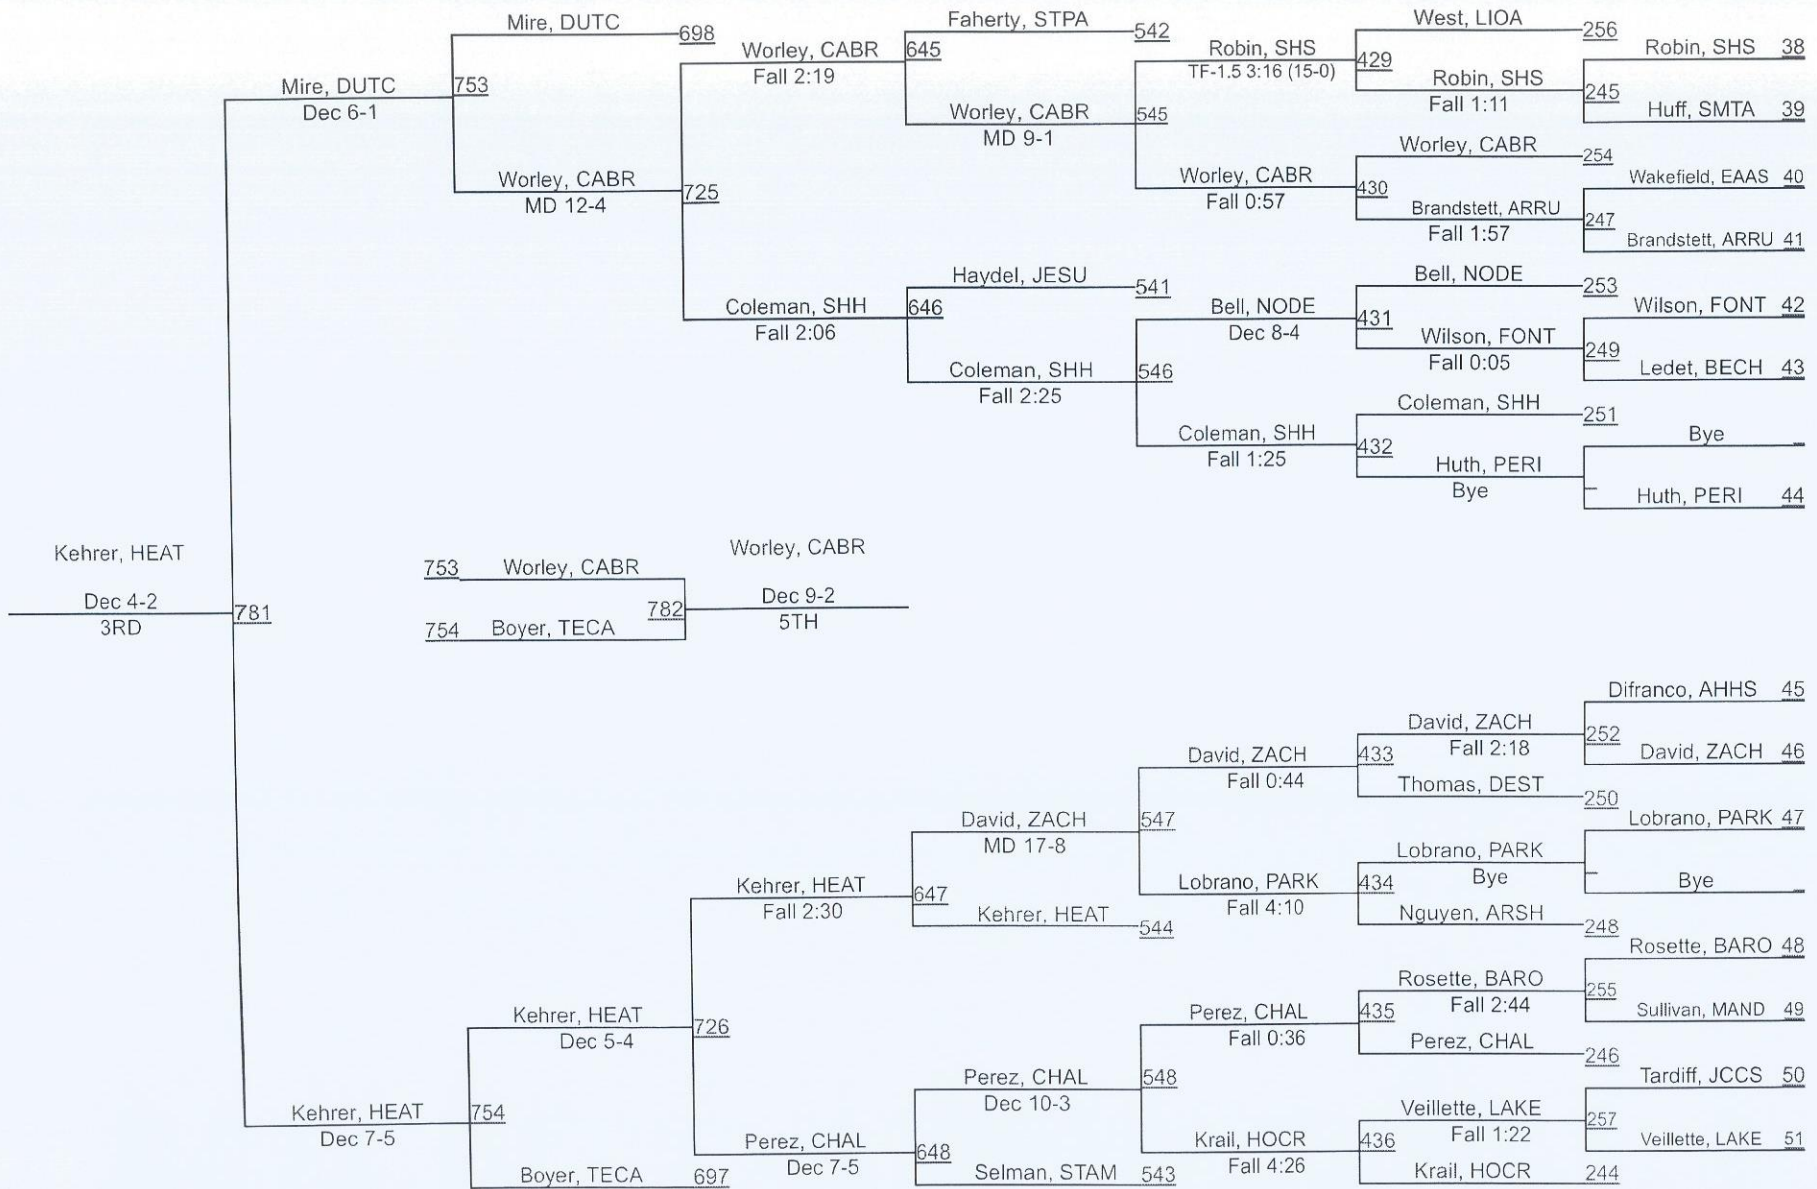 Mire, DUTC
698
Faherty, STPA
542
West, LIOA
256
Robin, SHS 38
Worley, CABR
Fall 2:19
645
Robin, SHS
TF-1.5 3:16 (15-0)
429
Robin, SHS
Fall 1:11
245
Huff, SMTA 39
Mire, DUTC
Dec 6-1
753
Worley, CABR
MD 9-1
545
Worley, CABR
254
Wakefield, EAAS 40
Worley, CABR
MD 12-4
725
Worley, CABR
Fall 0:57
430
Brandstett, ARRU
Fall 1:57
247
Brandstett, ARRU 41
Haydel, JESU
541
Bell, NODE
253
Wilson, FONT 42
Coleman, SHH
Fall 2:06
646
Bell, NODE
Dec 8-4
431
Wilson, FONT
Fall 0:05
249
Ledet, BECH 43
Coleman, SHH
Fall 2:25
546
Coleman, SHH
251
Bye
Coleman, SHH
Fall 1:25
432
Huth, PERI
Bye
Huth, PERI 44
Kehrer, HEAT
Dec 4-2
3RD
781
753 Worley, CABR
754 Boyer, TECA
782
Worley, CABR
Dec 9-2
5TH
Difranco, AHHS 45
David, ZACH
Fall 2:18
252
David, ZACH 46
David, ZACH
Fall 0:44
433
Thomas, DEST
250
Lobrano, PARK 47
David, ZACH
MD 17-8
547
Lobrano, PARK
Bye
Bye
Kehrer, HEAT
Fall 2:30
647
Lobrano, PARK
Fall 4:10
434
Kehrer, HEAT
544
Nguyen, ARSH
248
Rosette, BARO 48
Rosette, BARO
Fall 2:44
255
Sullivan, MAND 49
Kehrer, HEAT
Dec 5-4
726
Perez, CHAL
Fall 0:36
435
Perez, CHAL
246
Tardiff, JCCS 50
Perez, CHAL
Dec 10-3
548
Kehrer, HEAT
Dec 7-5
754
Veillette, LAKE
Fall 1:22
257
Veillette, LAKE 51
Perez, CHAL
Dec 7-5
648
Krail, HOCR
Fall 4:26
436
Krail, HOCR
244
Boyer, TECA
697
Selman, STAM
543